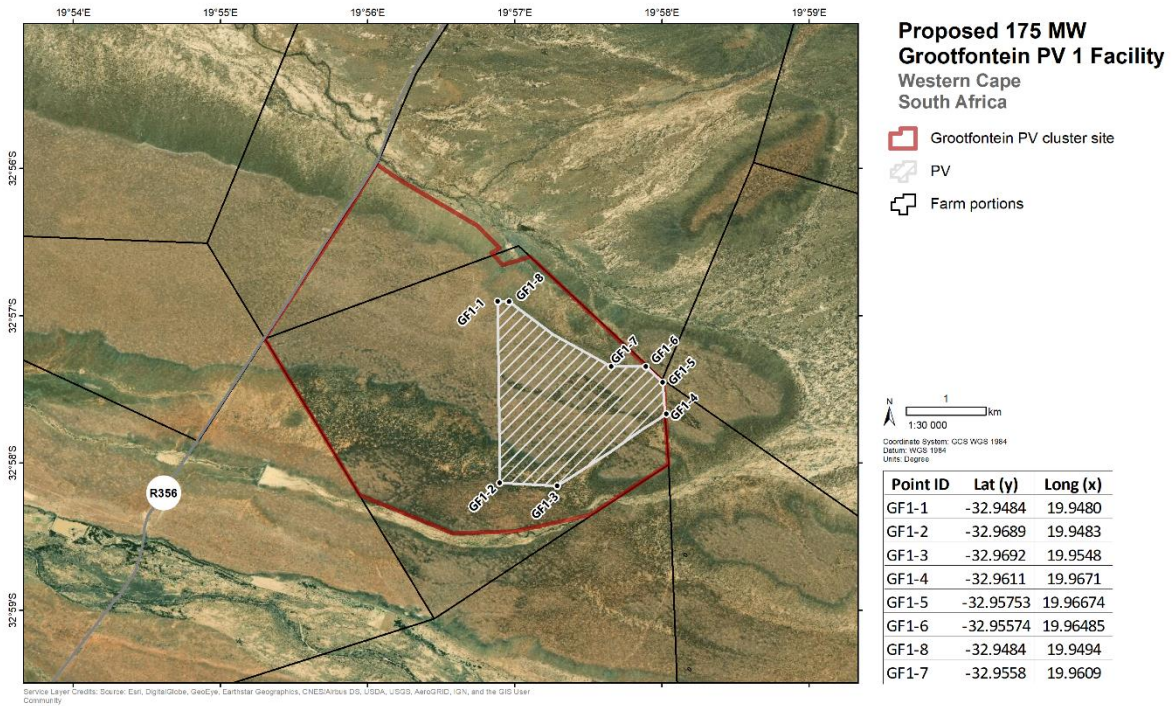 19°54'E 19°55'E 19°56'E 19°57'E 19°58'E 19°59'E
32°56'S
32°57'S
32°58'S
32°59'S
GF1-1
GF1-8
GF1-7
GF1-6
GF1-5
GF1-4
GF1-2
GF1-3
R356
Service Layer Credits: Source: Esri, DigitalGlobe, GeoEye, Earthstar Geographics, CNES/Airbus DS, USDA, USGS, AeroGRID, IGN, and the GIS User
Community
Proposed 175 MW
Grootfontein PV 1 Facility
Western Cape
South Africa
Grootfontein PV cluster site
PV
Farm portions
N
1
km
1:30 000
Coordinate System: GCS WGS 1984
Datum: WGS 1984
Units: Degree
Point ID Lat (y) Long (x)
GF1-1 -32.9484 19.9480
GF1-2 -32.9689 19.9483
GF1-3 -32.9692 19.9548
GF1-4 -32.9611 19.9671
GF1-5 -32.95753 19.96674
GF1-6 -32.95574 19.96485
GF1-8 -32.9484 19.9494
GF1-7 -32.9558 19.9609